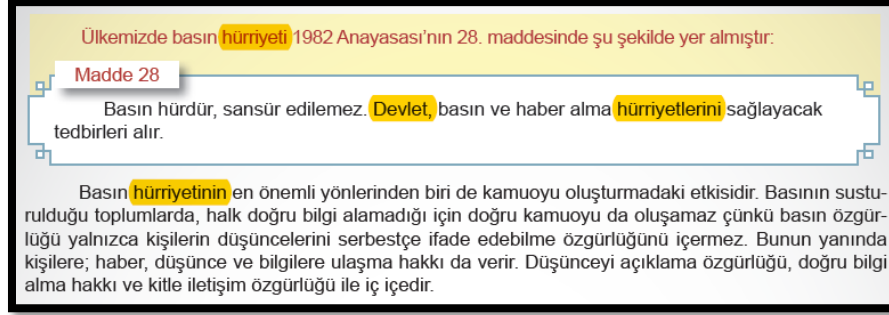 Ülkemizde basın hürriyeti 1982 Anayasası’nın 28. maddesinde şu şekilde yer almıştır:
Madde 28
Basın hürdür, sansür edilemez. Devlet, basın ve haber alma hürriyetlerini sağlayacak
tedbirleri alır.
Basın hürriyetinin en önemli yönlerinden biri de kamuoyu oluşturmadaki etkisidir. Basının sustu-
rulduğu toplumlarda, halk doğru bilgi alamadığı için doğru kamuoyu da oluşamaz çünkü basın özgür-
lüğü yalnızca kişilerin düşüncelerini serbestçe ifade edebilme özgürlüğünü içermez. Bunun yanında
kişilere; haber, düşünce ve bilgilere ulaşma hakkı da verir. Düşünceyi açıklama özgürlüğü, doğru bilgi
alma hakkı ve kitle iletişim özgürlüğü ile iç içedir.